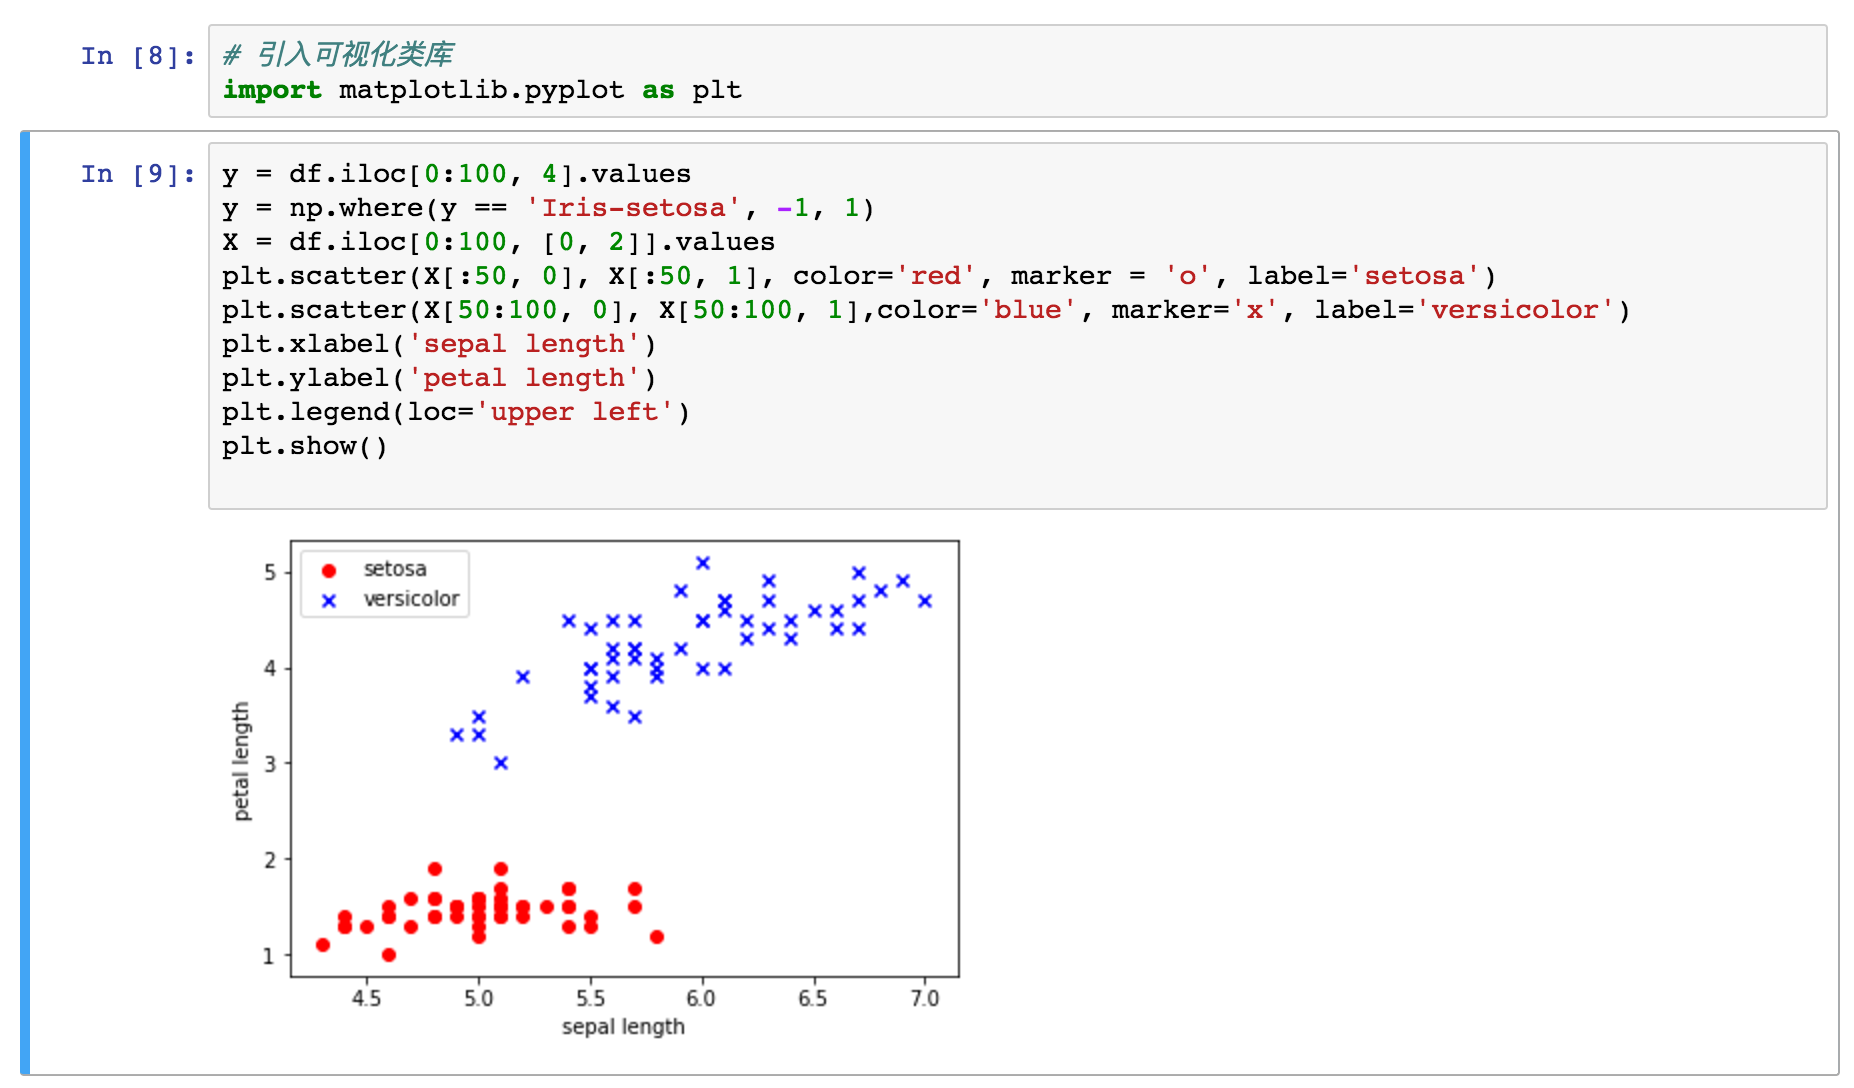 In [8]:
# 引入可视化类库
import matplotlib.pyplot as plt
In [9]:
y = df.iloc[0:100, 4].values
y = np.where(y == 'Iris-setosa', -1, 1)
X = df.iloc[0:100, [0, 2]].values
plt.scatter(X[:50, 0], X[:50, 1], color='red', marker = 'o', label='setosa')
plt.scatter(X[50:100, 0], X[50:100, 1],color='blue', marker='x', label='versicolor')
plt.xlabel('sepal length')
plt.ylabel('petal length')
plt.legend(loc='upper left')
plt.show()
setosa
versicolor
5
4
3
2
1
petal length
4.5 5.0 5.5 6.0 6.5 7.0
sepal length